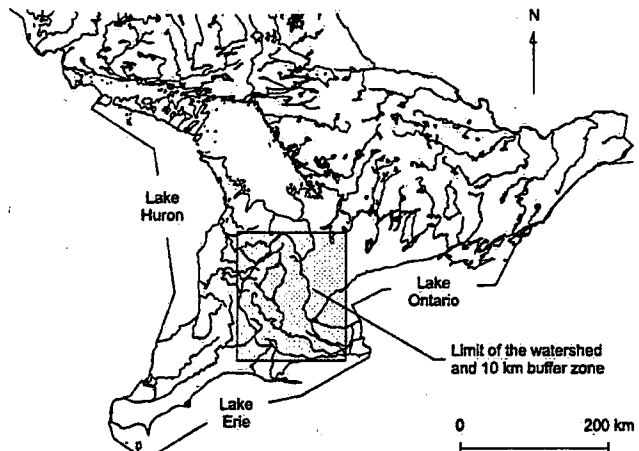 N
Lake
Huron
Lake
Ontario
Limit of the watershed
and 10 km buffer zone
Lake
Erie
0 200 km